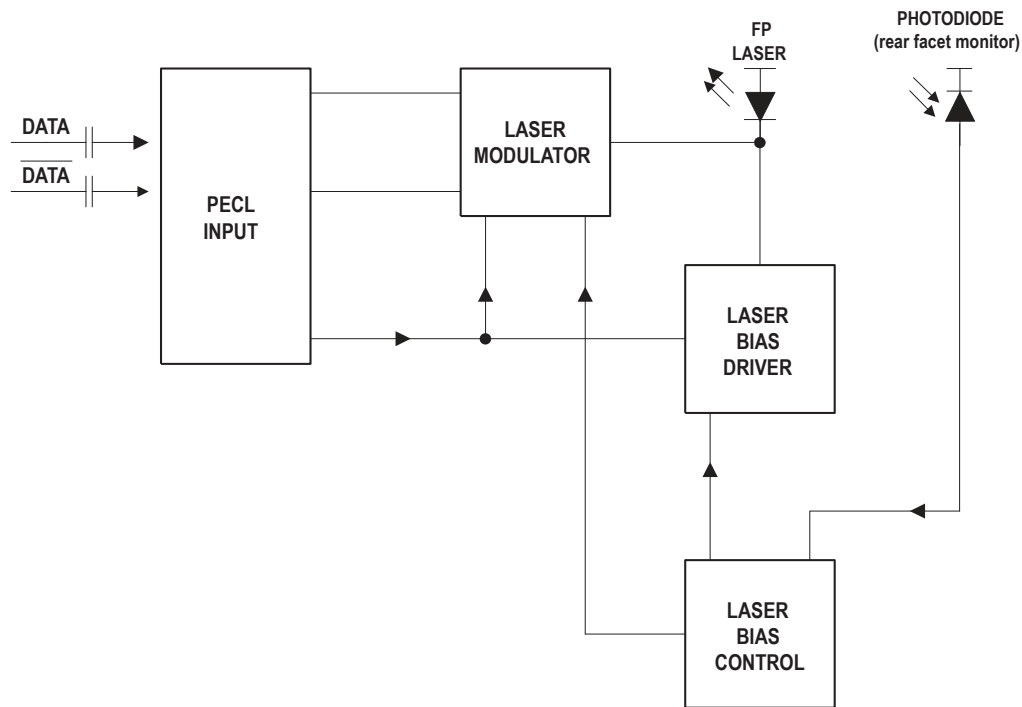 FP
LASER
PHOTODIODE
(rear facet monitor)
DATA
DATA
PECL
INPUT
LASER
MODULATOR
LASER
BIAS
DRIVER
LASER
BIAS
CONTROL